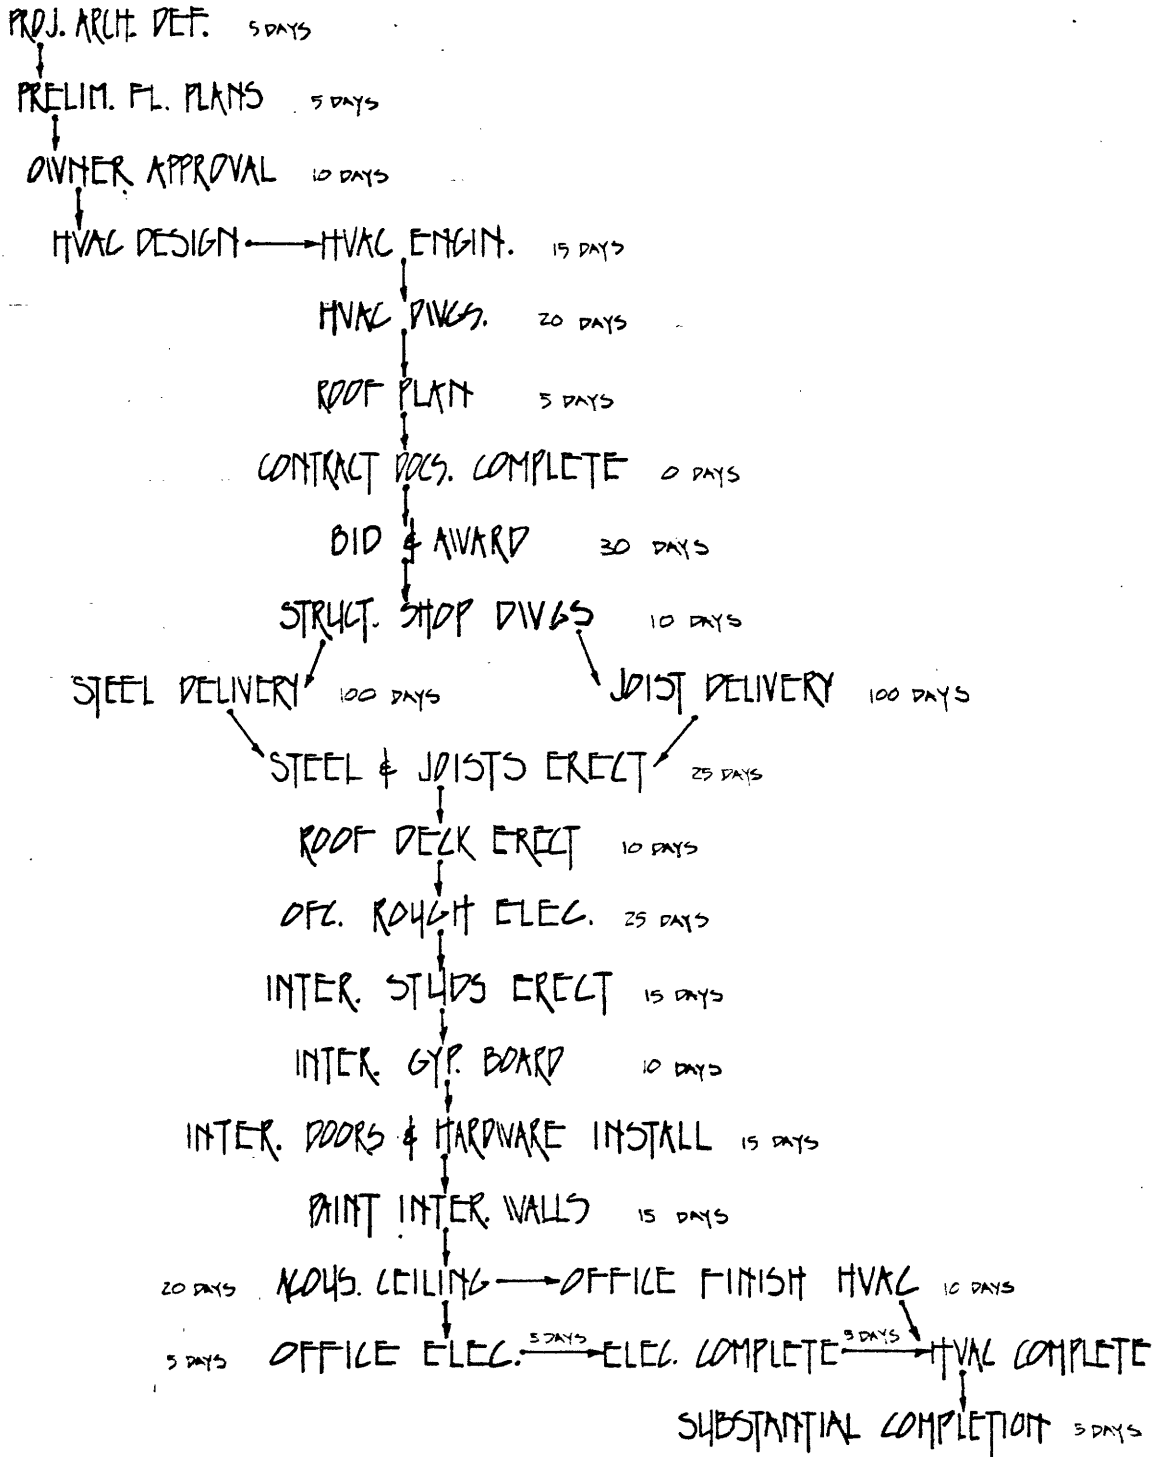 PROJ. ARCH. DEF. 5 DAYS
PRELIM. FL. PLANS 5 DAYS
OWNER APPROVAL 10 DAYS
HVAC DESIGN HVAC ENGIN. 15 DAYS
HVAC DWGS. 20 DAYS
ROOF PLAN 5 DAYS
CONTRACT DOCS. COMPLETE 0 DAYS
BID & AWARD 30 DAYS
STRUCT. SHOP DWGS 10 DAYS
STEEL DELIVERY 100 DAYS JOIST DELIVERY 100 DAYS
STEEL & JOISTS ERECT 25 DAYS
ROOF DECK ERECT 10 DAYS
OFC. ROUGH ELEC. 25 DAYS
INTER. STUDS ERECT 15 DAYS
INTER. GYP. BOARD 10 DAYS
INTER. DOORS & HARDWARE INSTALL 15 DAYS
PAINT INTER. WALLS 15 DAYS
20 DAYS ACOUS. CEILING OFFICE FINISH HVAC 10 DAYS
5 DAYS OFFICE ELEC. 5 DAYS ELEC. COMPLETE 5 DAYS HVAC COMPLETE
SUBSTANTIAL COMPLETION 5 DAYS